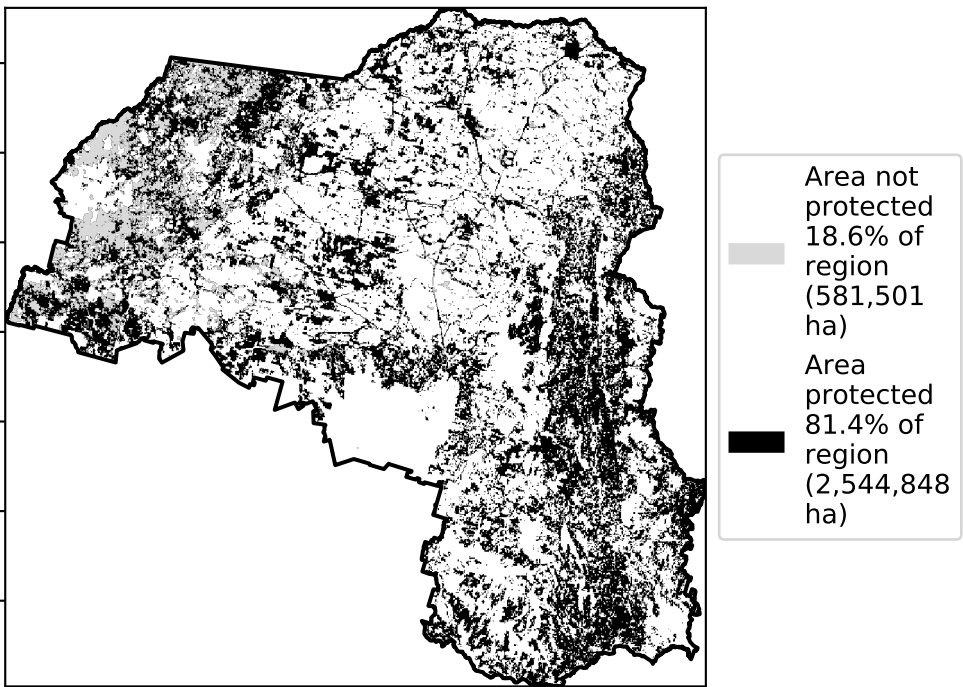 Area not
protected
18.6% of
region
(581,501
ha)
Area
protected
81.4% of
region
(2,544,848
ha)